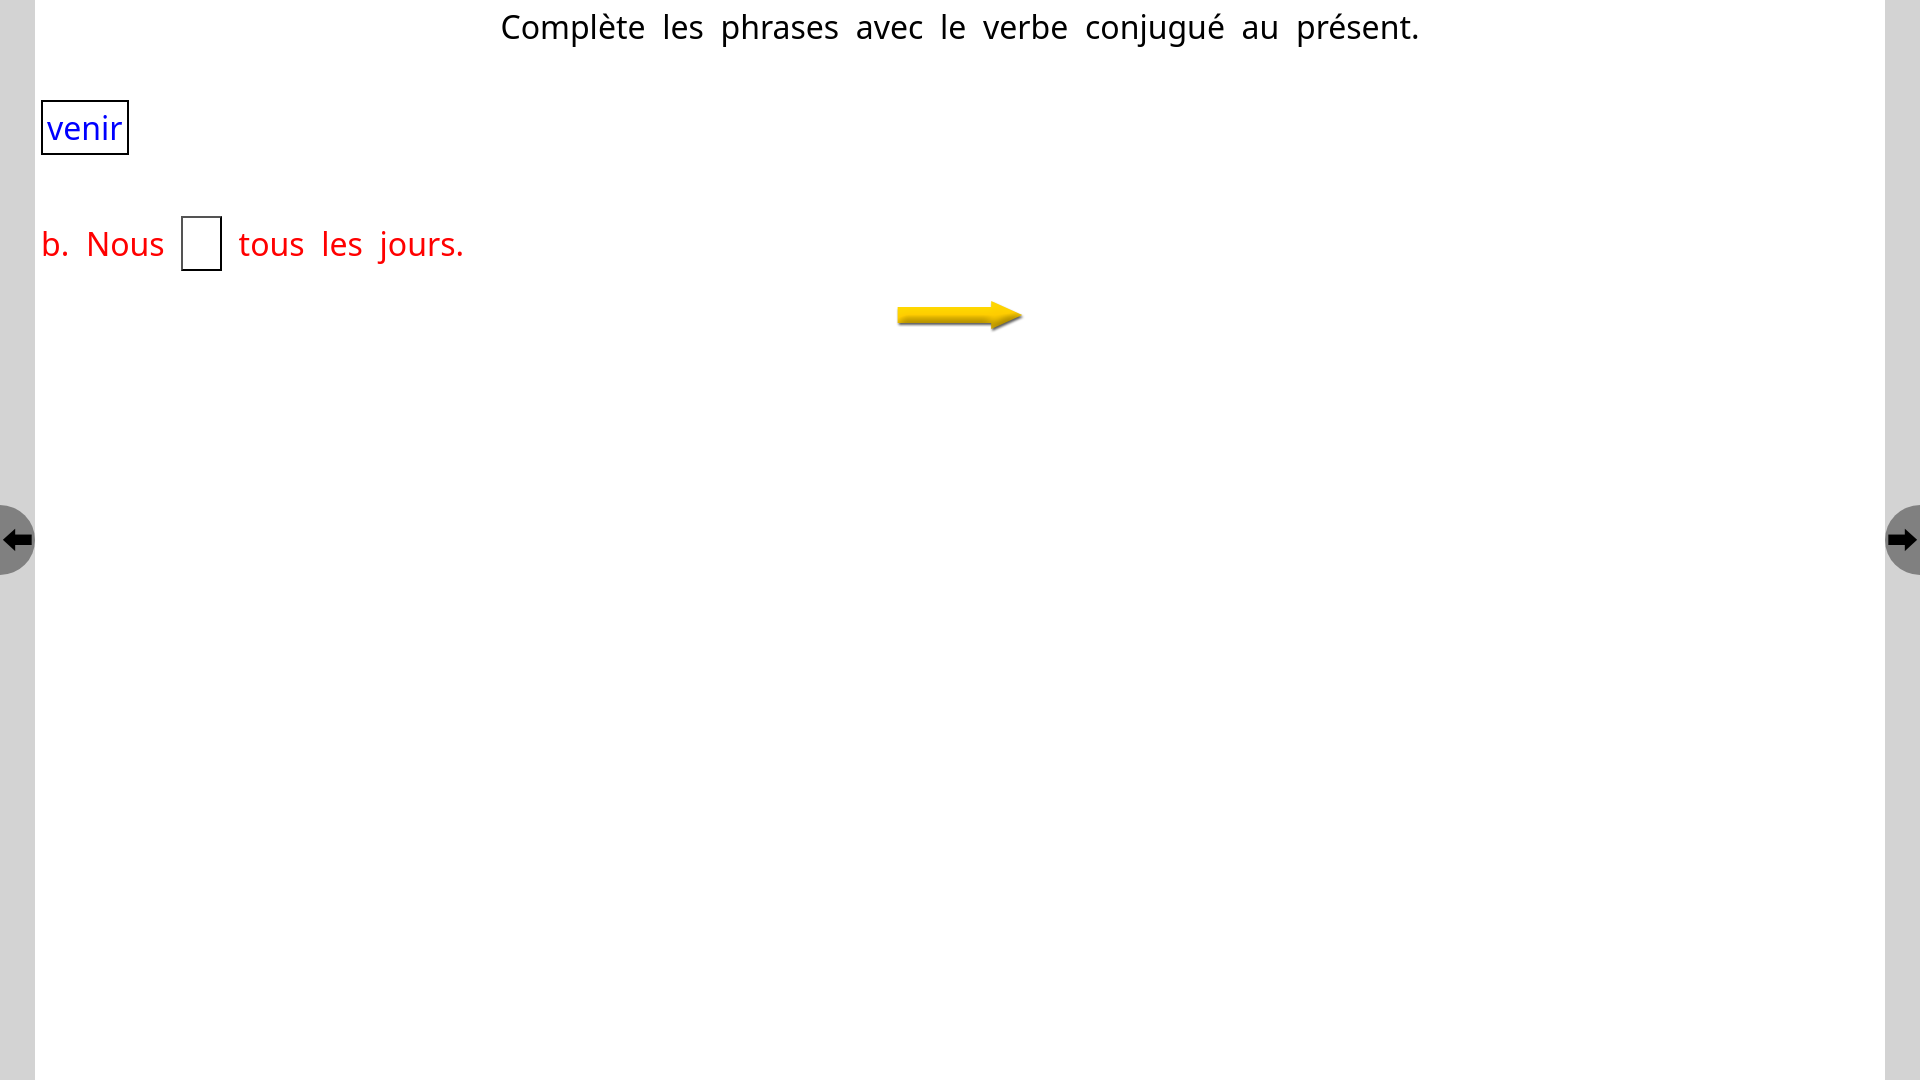 Complète les phrases avec le verbe conjugué au présent.
venir
b. Nous tous les jours.